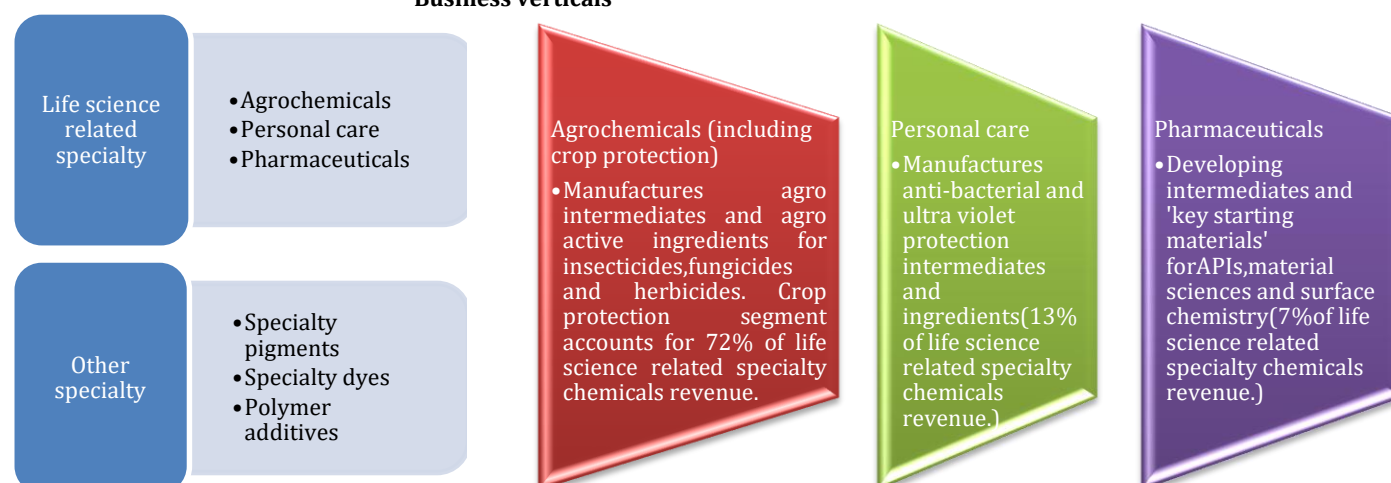 Business verticals
Life science
related
specialty
•Agrochemicals
•Personal care
•Pharmaceuticals
Other
specialty
•Specialty
pigments
•Specialty dyes
•Polymer
additives
Agrochemicals (including
crop protection)
•Manufactures agro
intermediates and agro
active ingredients for
insecticides,fungicides
and herbicides. Crop
protection segment
accounts for 72% of life
science related specialty
chemicals revenue.
Personal care
•Manufactures
anti-bacterial and
ultra violet
protection
intermediates
and
ingredients(13%
of life science
related specialty
chemicals
revenue.)
Pharmaceuticals
•Developing
intermediates and
'key starting
materials'
forAPIs,material
sciences and surface
chemistry(7%of life
science related
specialty chemicals
revenue.)